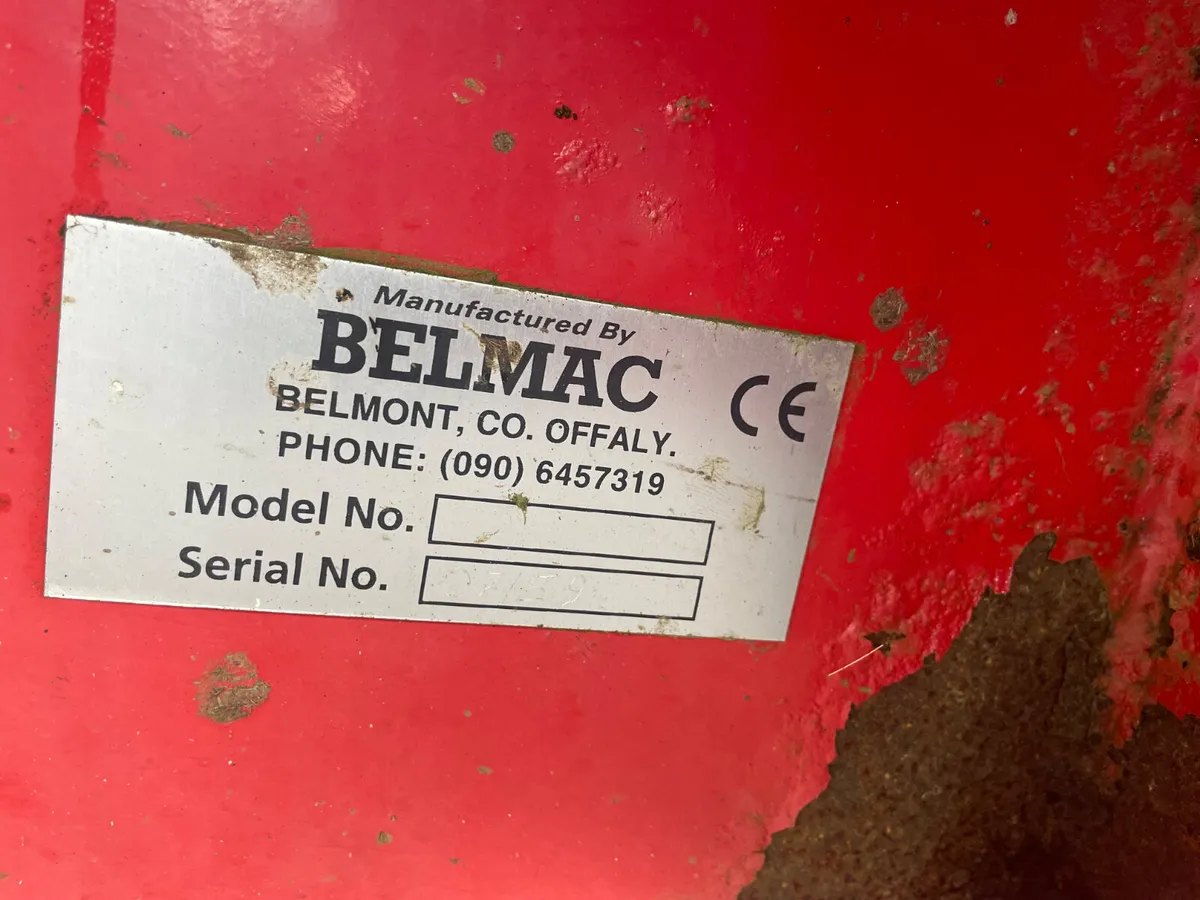 Manufactured By
BELMAC
BELMONT, CO. OFFALY.
PHONE: (090) 6457319
CE
Model No.
Serial No.